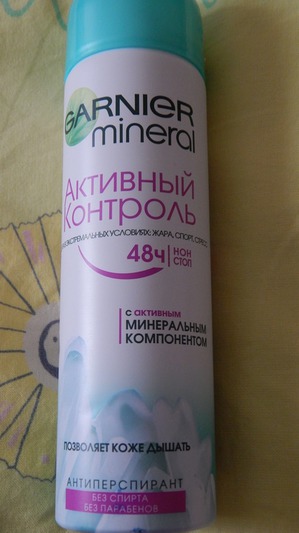 GARNIER
mineral
Активный
Контроль
ЭКСТРЕМАЛЬНЫХ УСЛОВИЯХ: ЖАРА, СПОРТ, СТРЕСС
48ч НОН
СТОП
С АКТИВНЫМ
МИНЕРАЛЬНЫМ
КОМПОНЕНТОМ
ПОЗВОЛЯЕТ КОЖЕ ДЫШАТЬ
АНТИПЕРСПИРАНТ
БЕЗ СПИРТА
БЕЗ ПАРАБЕНОВ